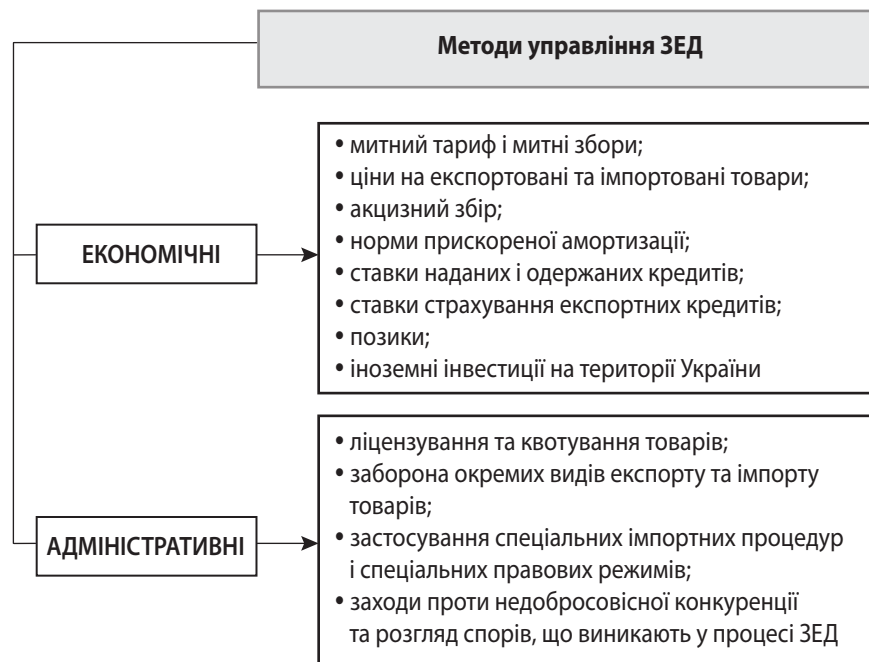 Методи управління ЗЕД
ЕКОНОМІЧНІ
• митний тариф і митні збори;
• ціни на експортовані та імпортовані товари;
• акцизний збір;
• норми прискореної амортизації;
• ставки наданих і одержаних кредитів;
• ставки страхування експортних кредитів;
• позики;
• іноземні інвестиції на території України
АДМІНІСТРАТИВНІ
• ліцензування та квотування товарів;
• заборона окремих видів експорту та імпорту
товарів;
• застосування спеціальних імпортних процедур
і спеціальних правових режимів;
• заходи проти недобросовісної конкуренції
та розгляд спорів, що виникають у процесі ЗЕД